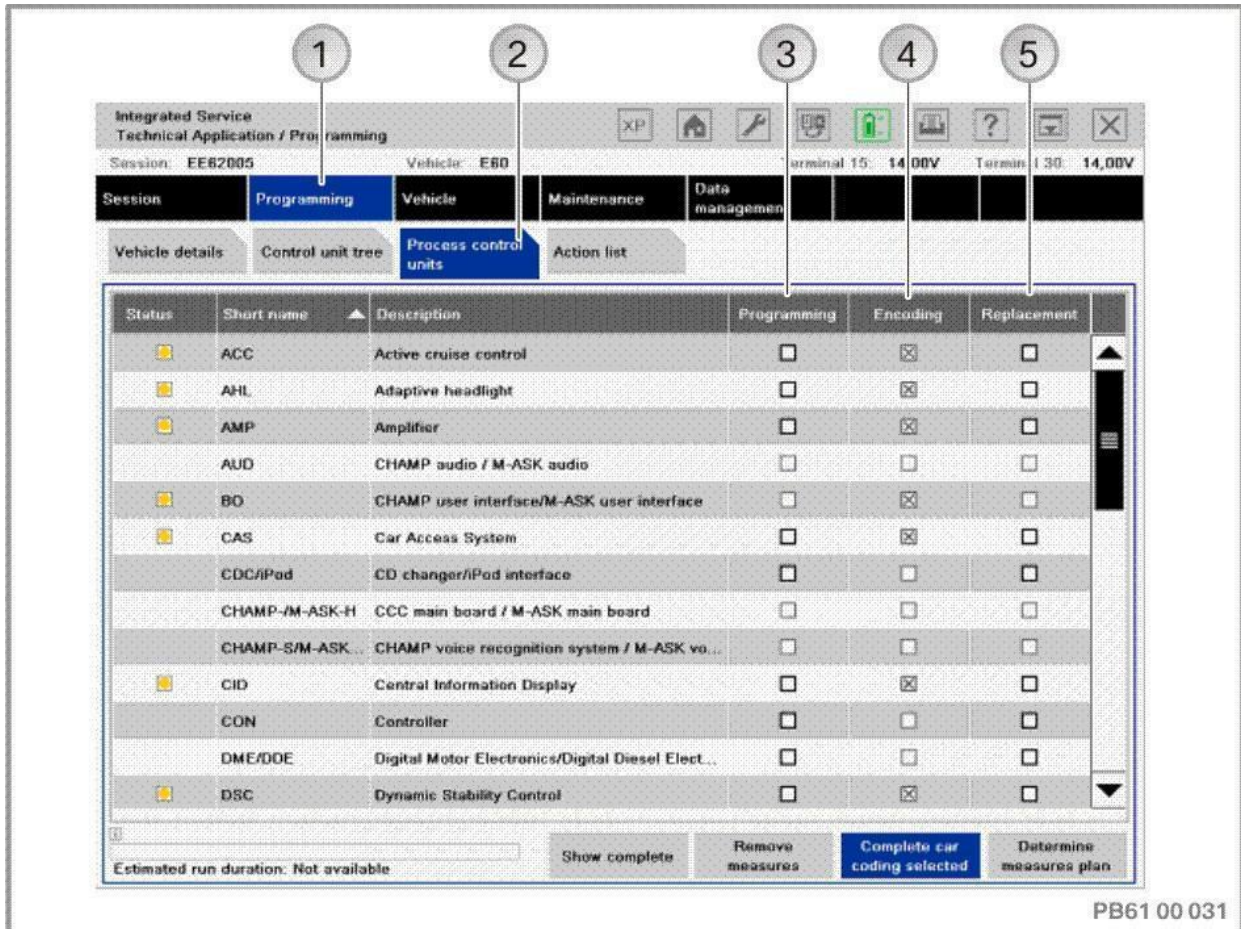 1 2 3 4 5
Integrated Service
Technical Application / Programming
XP ?
Session: EE62005 Vehicle: E60 Terminal 15: 14,00V Terminal 30: 14,00V
Session Programming Vehicle Maintenance Data
management
Vehicle details Control unit tree Process control
units Action list
Status Short name Description Programming Encoding Replacement
ACC Active cruise control
AHL Adaptive headlight
AMP Amplifier
AUD CHAMP audio / M-ASK audio
BO CHAMP user interface/M-ASK user interface
CAS Car Access System
CDC/iPod CD changer/iPod interface
CHAMP-/M-ASK-H CCC main board / M-ASK main board
CHAMP-S/M-ASK... CHAMP voice recognition system / M-ASK vo...
CID Central Information Display
CON Controller
DME/DDE Digital Motor Electronics/Digital Diesel Elect...
DSC Dynamic Stability Control
i
Estimated run duration: Not available
Show complete
Remove
measures
Complete car
coding selected
Determine
measures plan
PB61 00 031